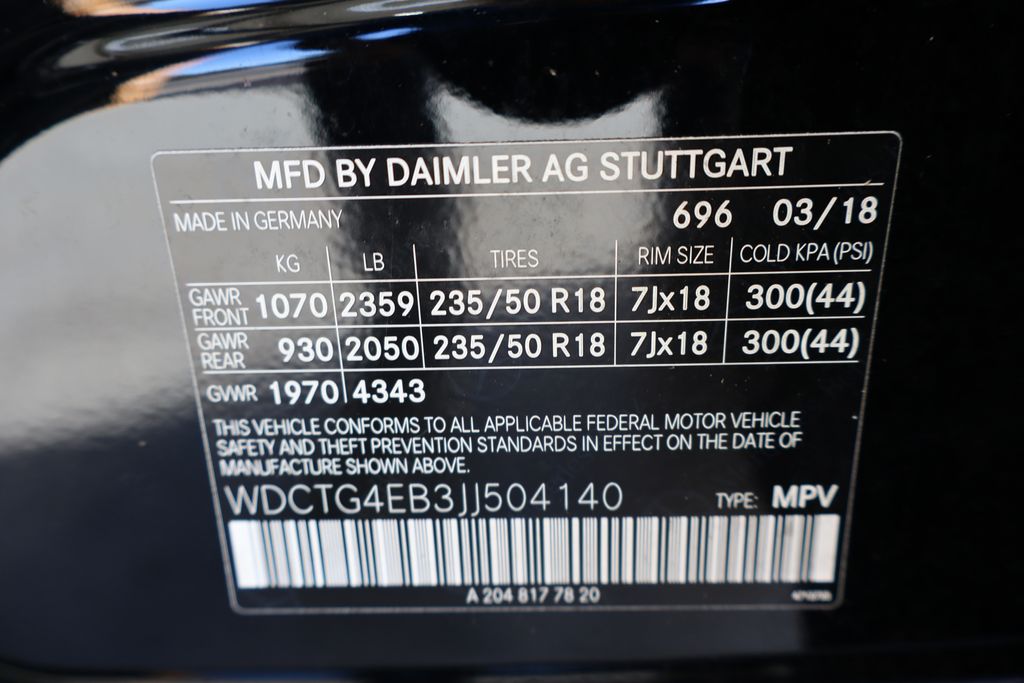 MFD BY DAIMLER AG STUTTGART
MADE IN GERMANY 696 03/18
KG LB TIRES RIM SIZE COLD KPA (PSI)
GAWR FRONT 1070 2359 235/50 R18 7Jx18 300(44)
GAWR REAR 930 2050 235/50 R18 7Jx18 300(44)
GVWR 1970 4343
THIS VEHICLE CONFORMS TO ALL APPLICABLE FEDERAL MOTOR VEHICLE
SAFETY AND THEFT PREVENTION STANDARDS IN EFFECT ON THE DATE OF
MANUFACTURE SHOWN ABOVE.
WDCTG4EB3JJ504140 TYPE: MPV
A 204 817 78 20